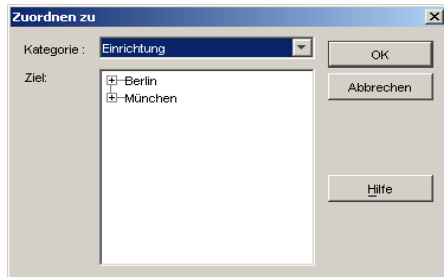 Zuordnen zu
Kategorie : Einrichtung
OK
Ziel:
Berlin
München
Abbrechen
Hilfe